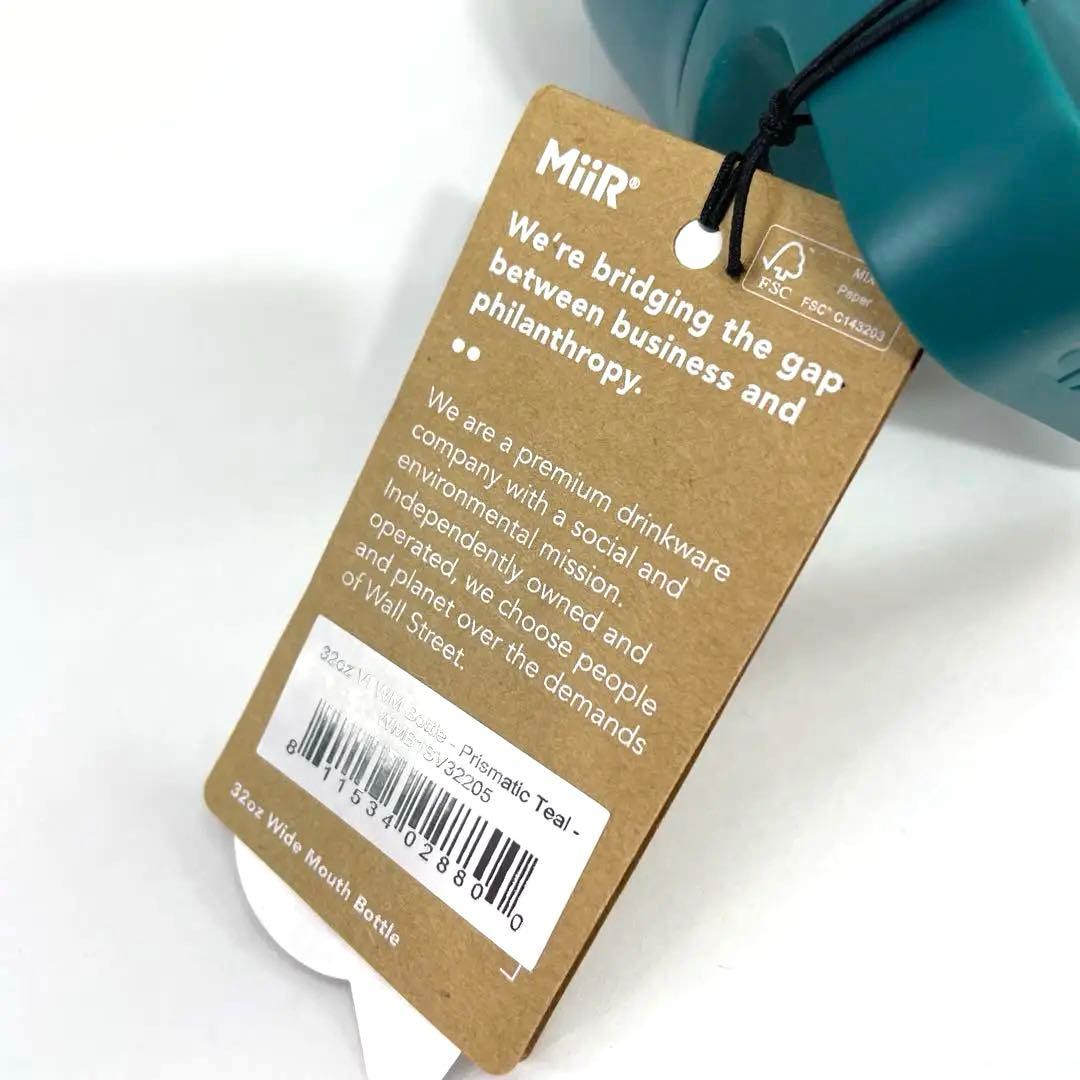 MiiR®
We're bridging the gap
between business and
philanthropy.
FSC
MIX
Paper
FSC™ C143203
We are a premium drinkware
company with a social and
environmental mission.
Independently owned and
operated, we choose people
and planet over the demands
of Wall Street.
32oz VI WM Bottle - Prismatic Teal -
8 11534 02880 0
32oz Wide Mouth Bottle